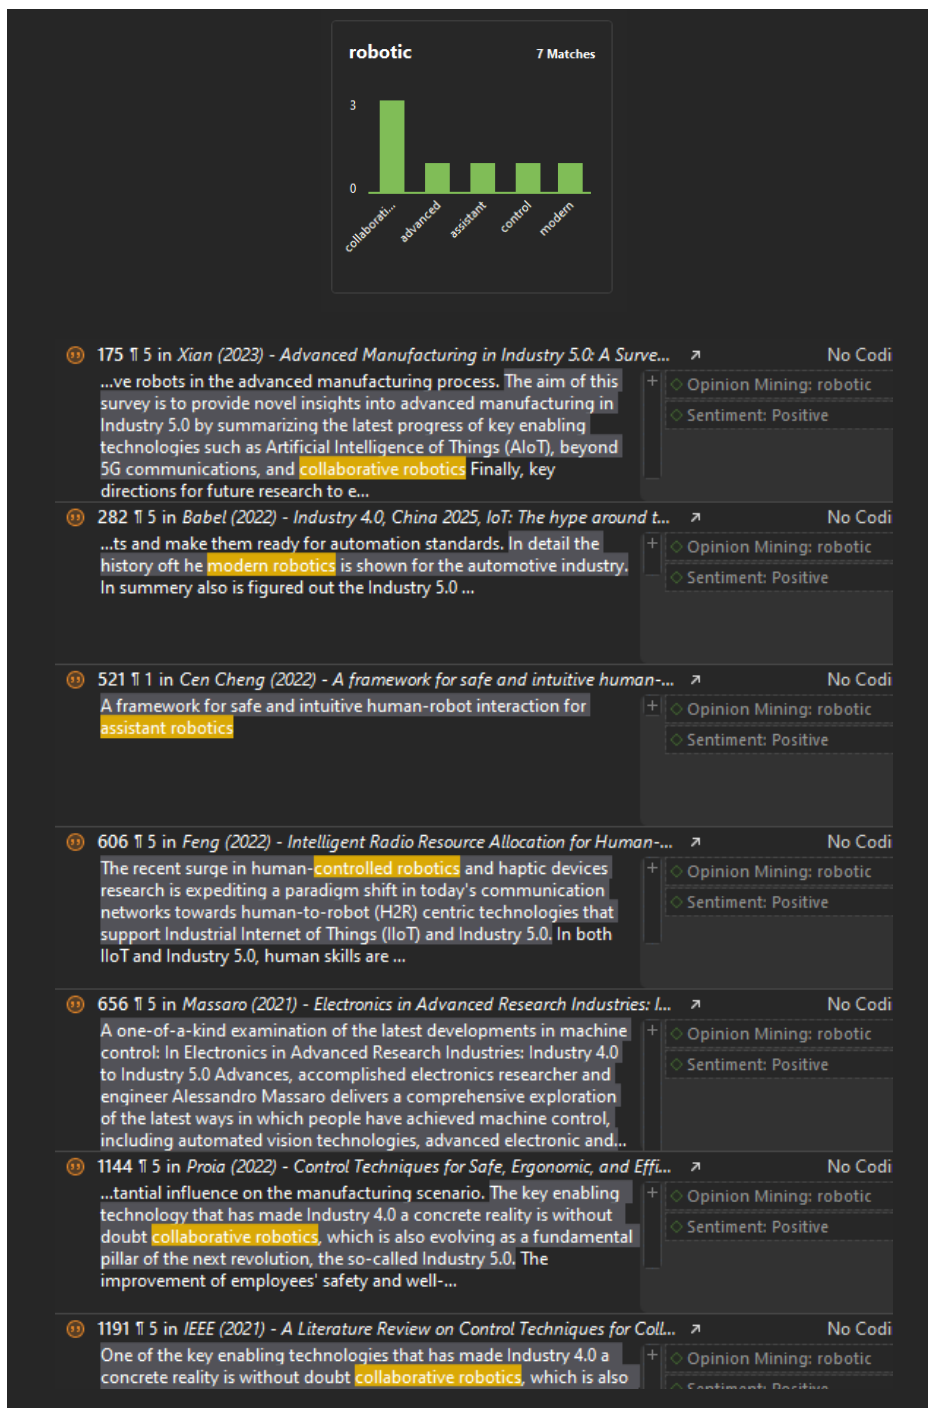 robotic
7 Matches
3
0
collaborati...
advanced
assistant
control
modern
175 ¶ 5 in Xian (2023) - Advanced Manufacturing in Industry 5.0: A Surve...
No Codi
...ve robots in the advanced manufacturing process. The aim of this
survey is to provide novel insights into advanced manufacturing in
Industry 5.0 by summarizing the latest progress of key enabling
technologies such as Artificial Intelligence of Things (AIoT), beyond
5G communications, and collaborative robotics Finally, key
directions for future research to e...
+
Opinion Mining: robotic
Sentiment: Positive
282 ¶ 5 in Babel (2022) - Industry 4.0, China 2025, IoT: The hype around t...
No Codi
...ts and make them ready for automation standards. In detail the
history oft he modern robotics is shown for the automotive industry.
In summery also is figured out the Industry 5.0 ...
+
Opinion Mining: robotic
Sentiment: Positive
521 ¶ 1 in Cen Cheng (2022) - A framework for safe and intuitive human-...
No Codi
A framework for safe and intuitive human-robot interaction for
assistant robotics
+
Opinion Mining: robotic
Sentiment: Positive
606 ¶ 5 in Feng (2022) - Intelligent Radio Resource Allocation for Human-...
No Codi
The recent surge in human-controlled robotics and haptic devices
research is expediting a paradigm shift in today's communication
networks towards human-to-robot (H2R) centric technologies that
support Industrial Internet of Things (IIoT) and Industry 5.0. In both
IIoT and Industry 5.0, human skills are ...
+
Opinion Mining: robotic
Sentiment: Positive
656 ¶ 5 in Massaro (2021) - Electronics in Advanced Research Industries: I...
No Codi
A one-of-a-kind examination of the latest developments in machine
control: In Electronics in Advanced Research Industries: Industry 4.0
to Industry 5.0 Advances, accomplished electronics researcher and
engineer Alessandro Massaro delivers a comprehensive exploration
of the latest ways in which people have achieved machine control,
including automated vision technologies, advanced electronic and...
+
Opinion Mining: robotic
Sentiment: Positive
1144 ¶ 5 in Proia (2022) - Control Techniques for Safe, Ergonomic, and Effi...
No Codi
...tantial influence on the manufacturing scenario. The key enabling
technology that has made Industry 4.0 a concrete reality is without
doubt collaborative robotics, which is also evolving as a fundamental
pillar of the next revolution, the so-called Industry 5.0. The
improvement of employees' safety and well-...
+
Opinion Mining: robotic
Sentiment: Positive
1191 ¶ 5 in IEEE (2021) - A Literature Review on Control Techniques for Coll...
No Codi
One of the key enabling technologies that has made Industry 4.0 a
concrete reality is without doubt collaborative robotics, which is also
+
Opinion Mining: robotic
Sentiment: Positive